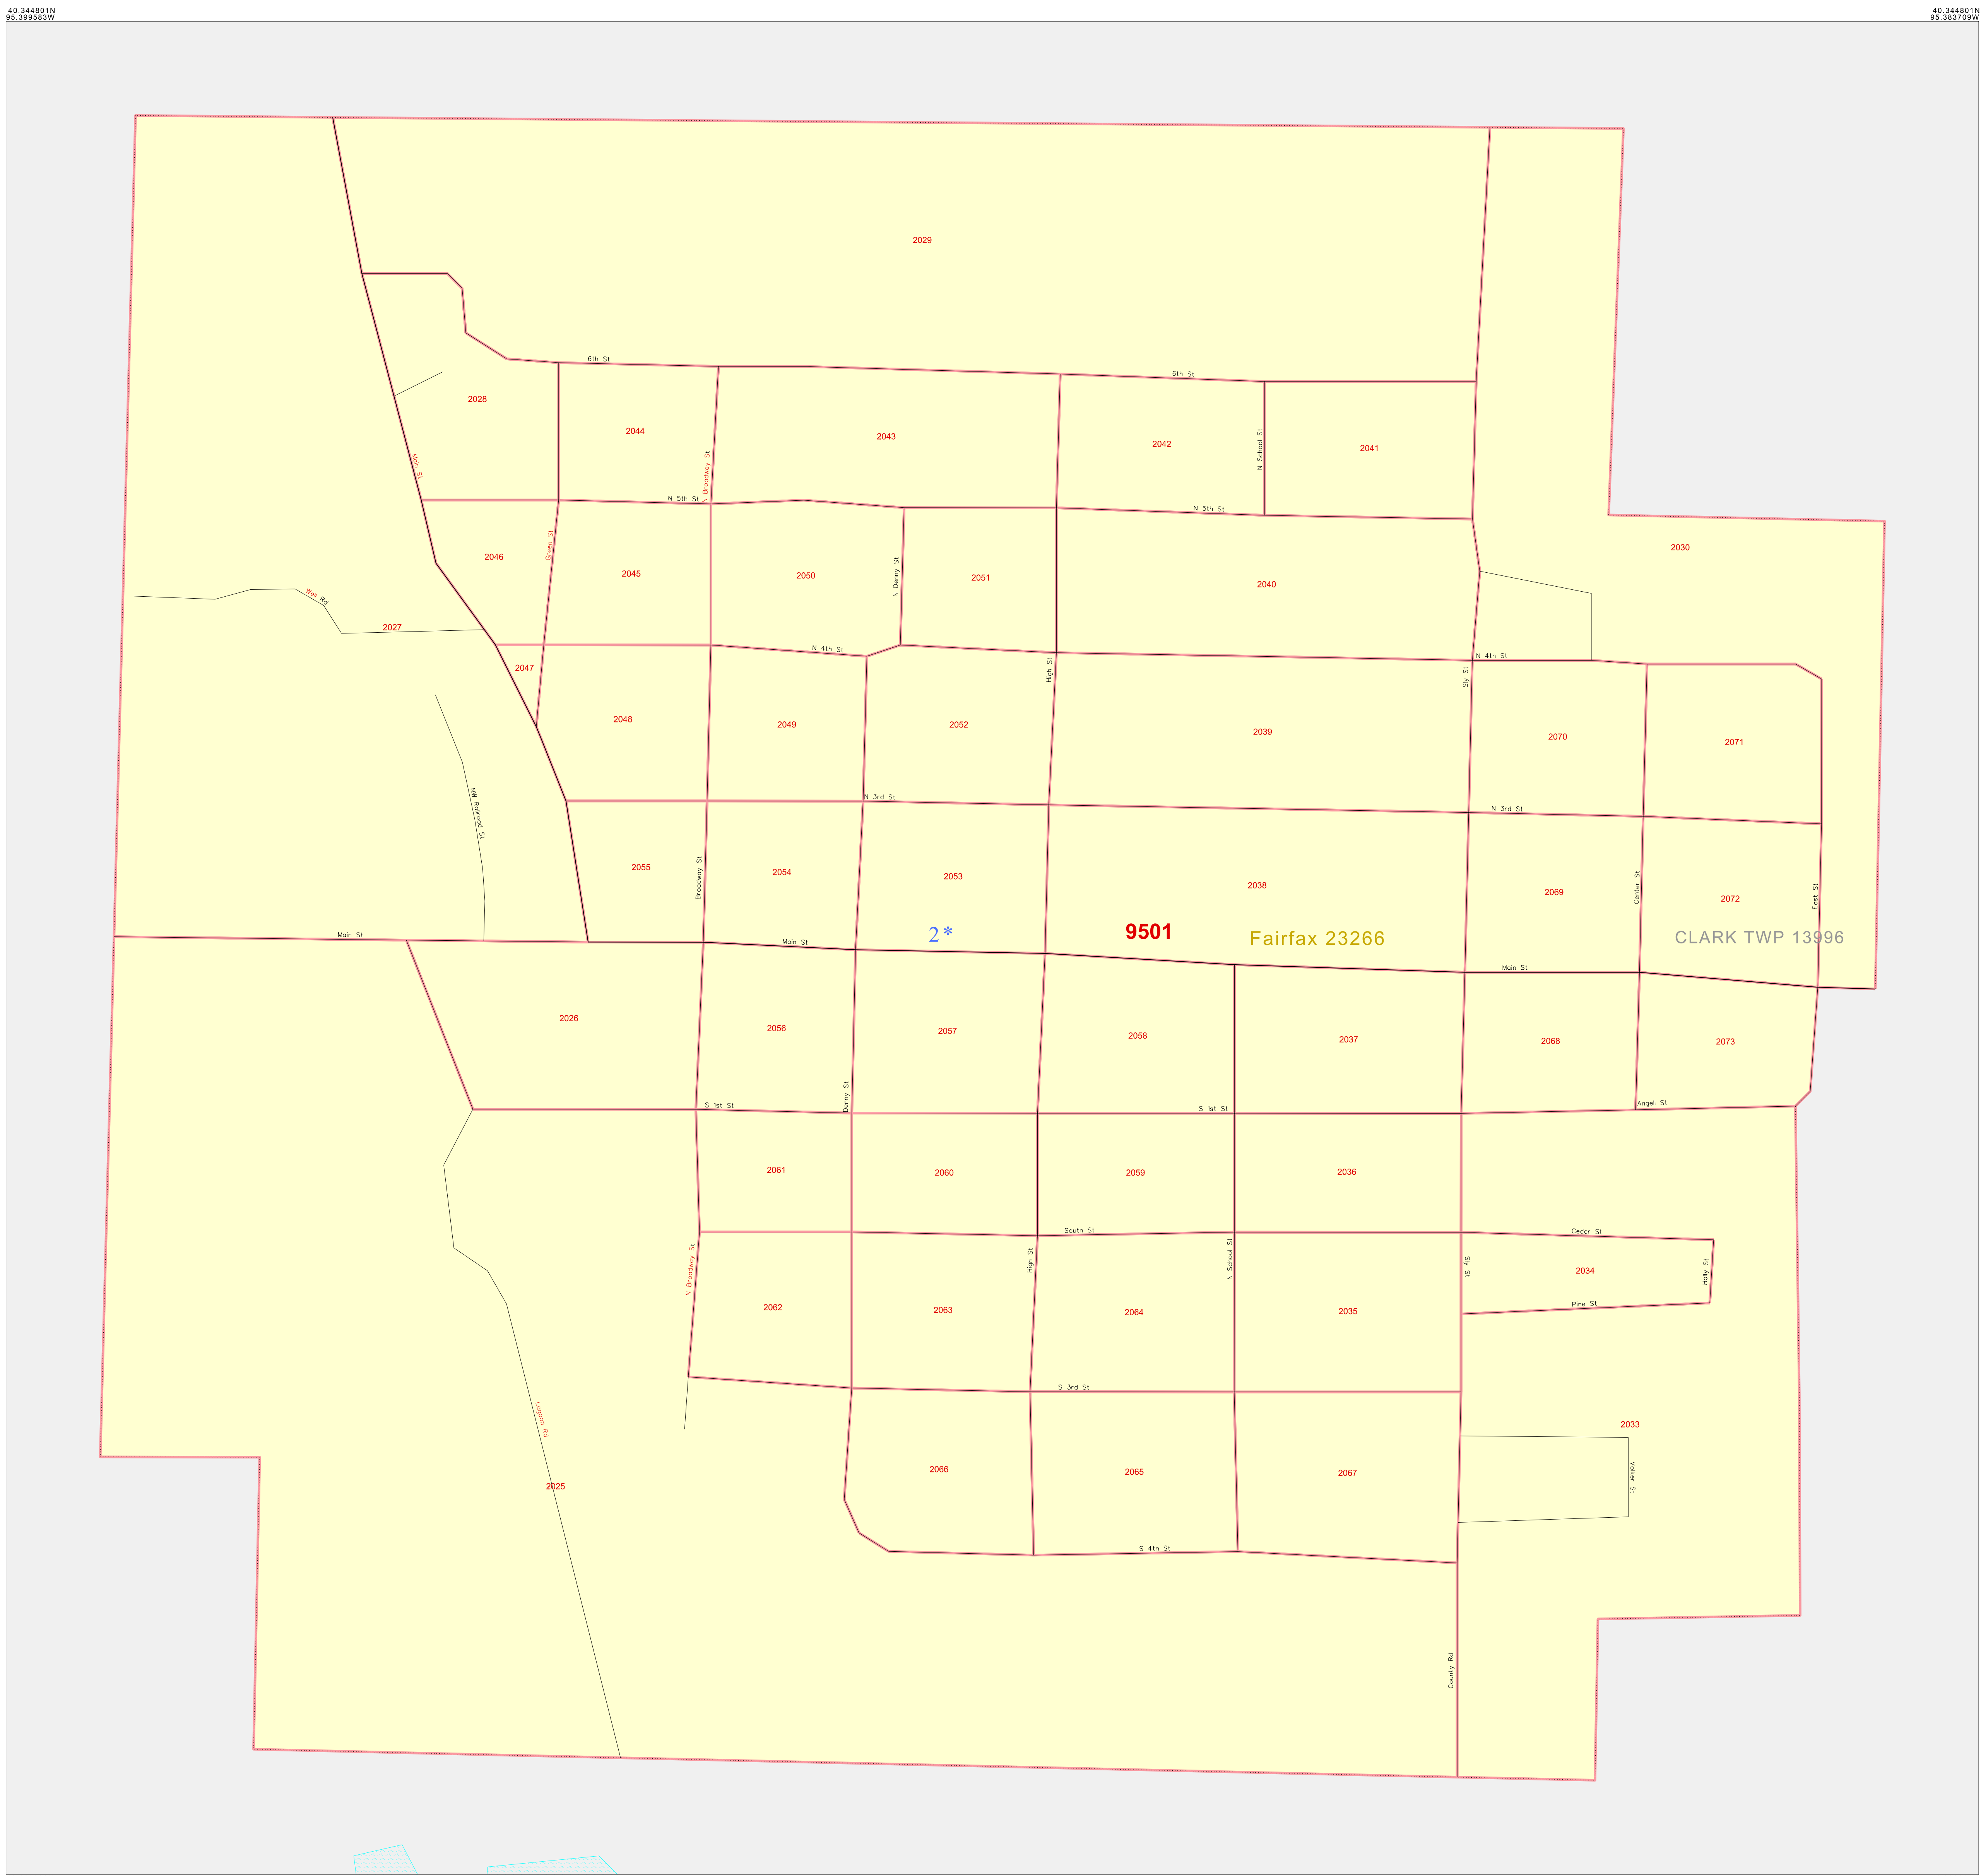 40.344801N
95.399583W
40.344801N
95.383709W
2029
6th St
6th St
2028
2044
2043
2042
2041
N School St
Main St
N Broadway St
N 5th St
N 5th St
2046
Green St
2045
2050
N Denny St
2051
2040
2030
Well Rd
2027
N 4th St
N 4th St
2047
High St
Sly St
2048
2049
2052
2039
2070
2071
NW Railroad St
N 3rd St
N 3rd St
2055
Broadway St
2054
2053
2038
2069
Center St
2072
East St
Main St
Main St
2*
9501
Fairfax 23266
CLARK TWP 13996
Main St
2026
2056
2057
2058
2037
2068
2073
Denny St
S 1st St
S 1st St
Angell St
2061
2060
2059
2036
South St
Cedar St
N Broadway St
High St
N School St
Sly St
2034
Holly St
Pine St
2062
2063
2064
2035
S 3rd St
Lagoon Rd
2033
2025
2066
2065
2067
Volker St
S 4th St
County Rd